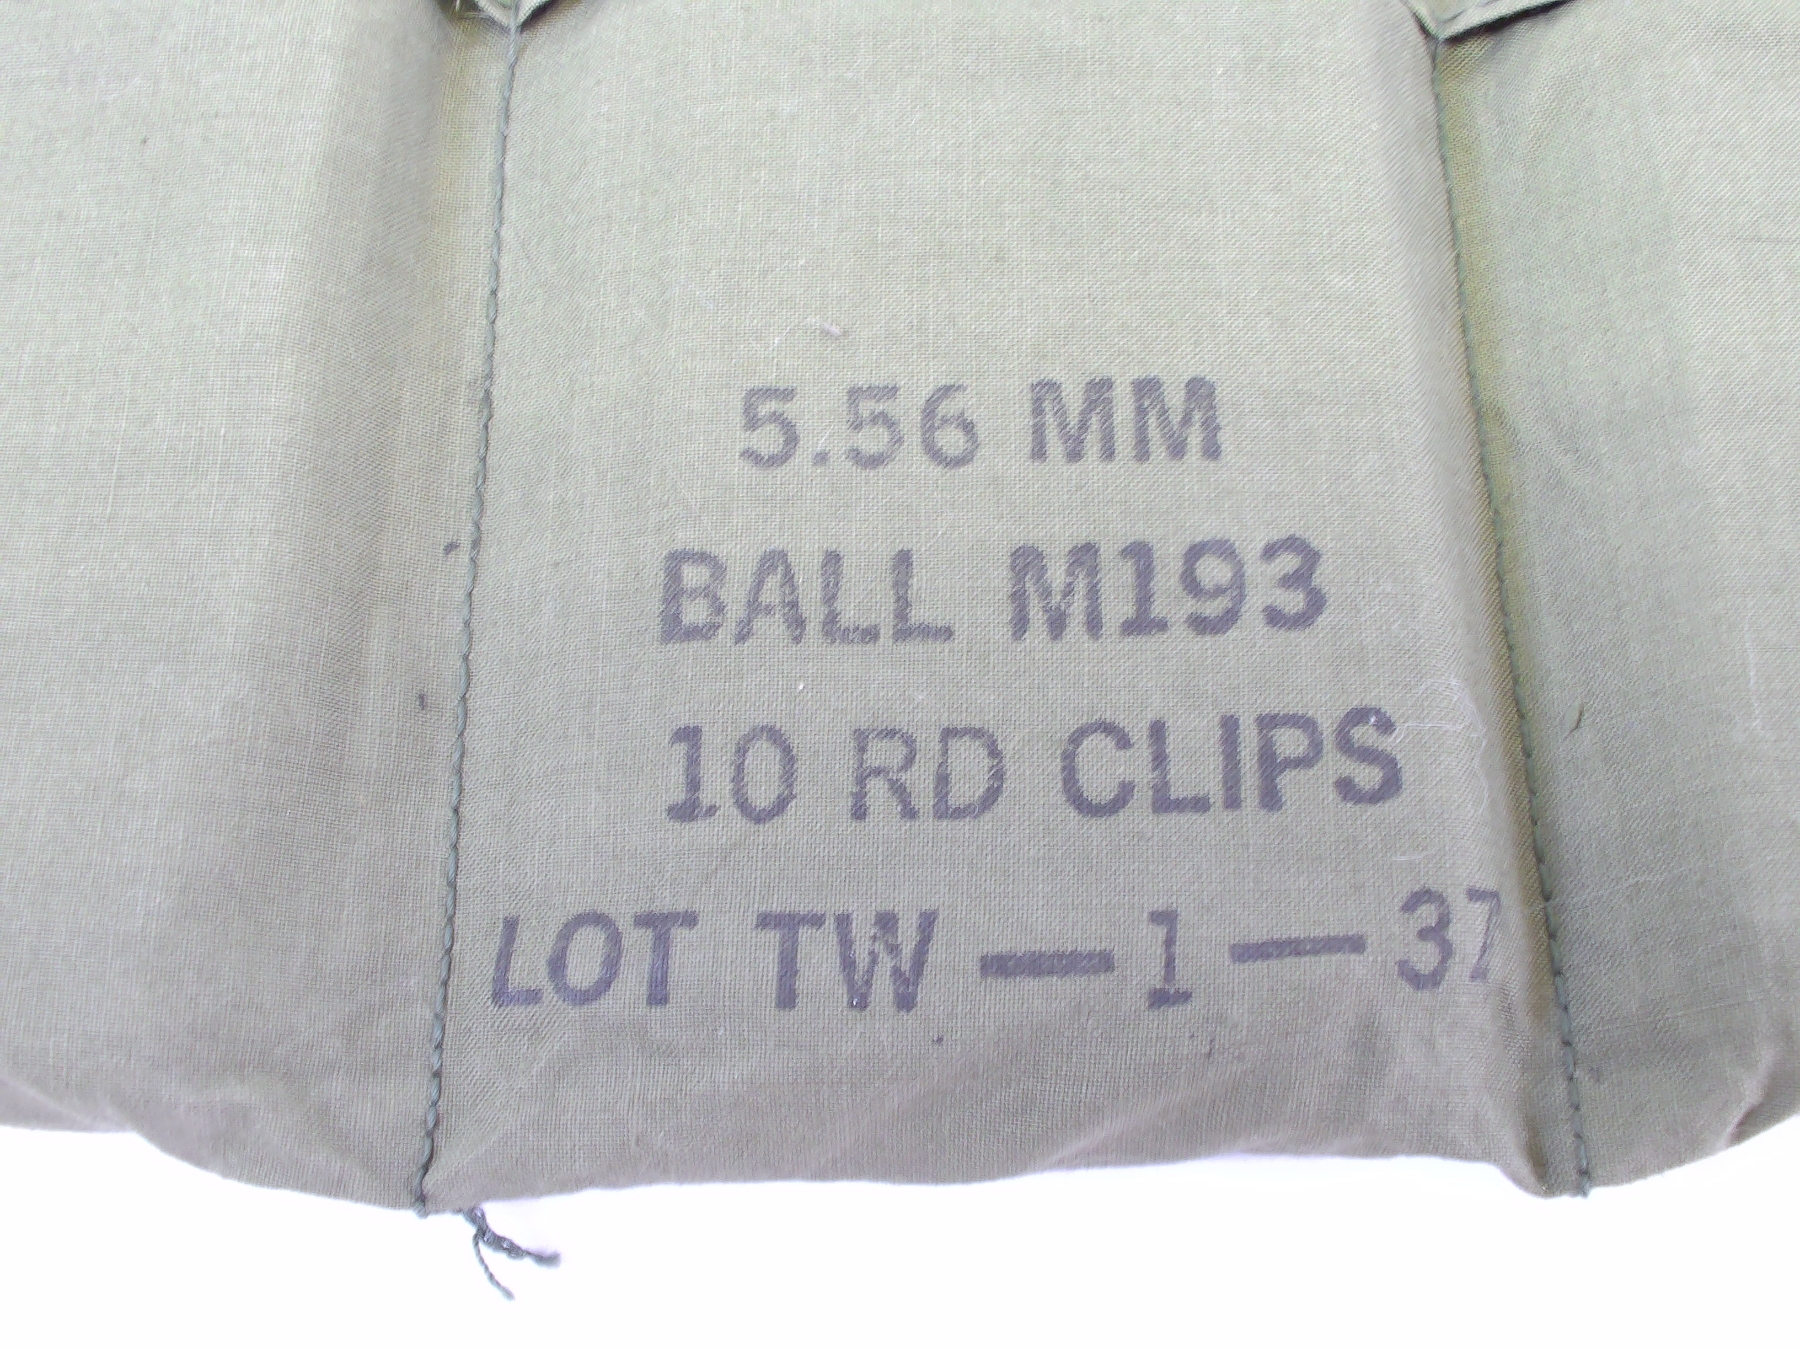 5.56 MM
BALL M193
10 RD CLIPS
LOT TW — 1 — 37